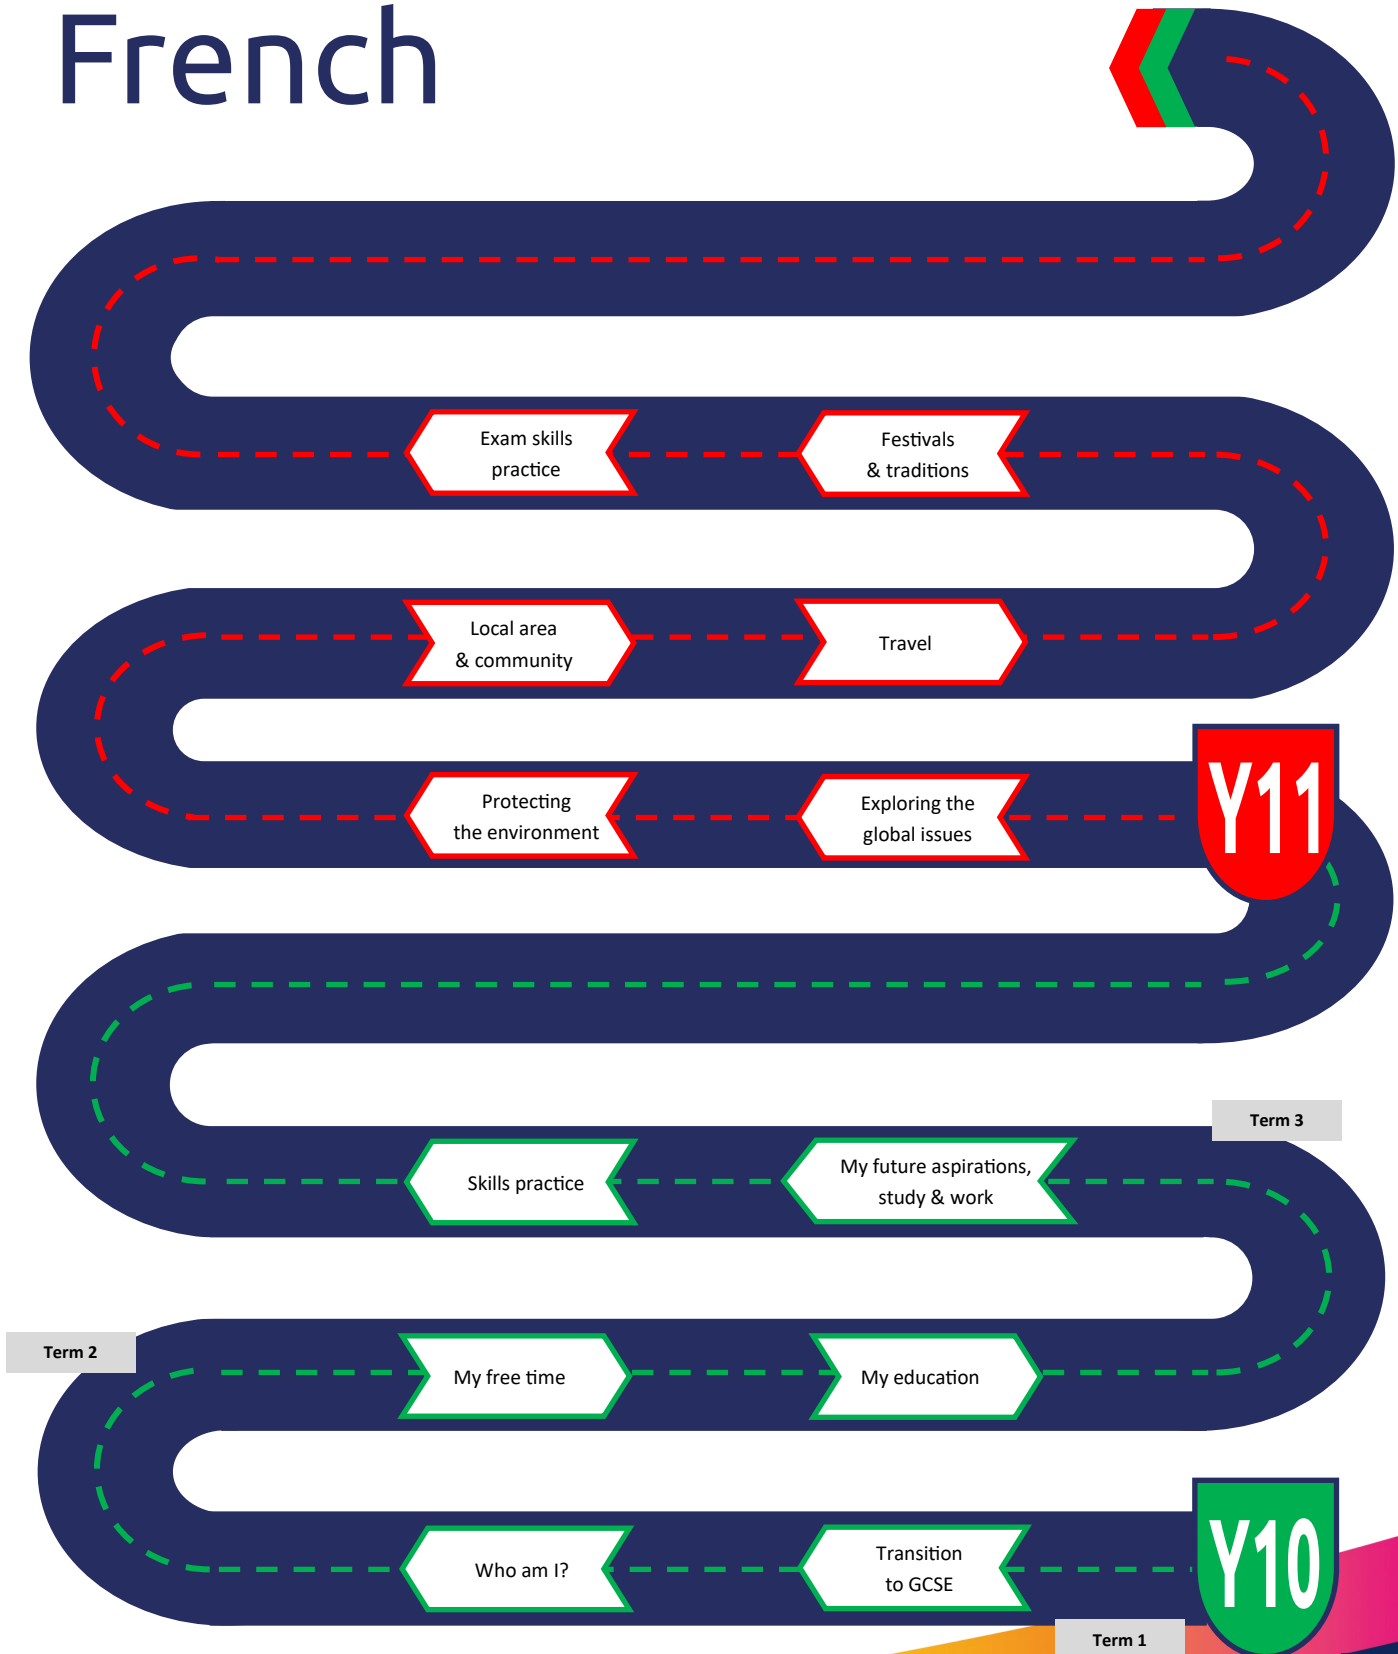 French
Exam skills
practice
Festivals
& traditions
Local area
& community
Travel
Protecting
the environment
Exploring the
global issues
Y11
Term 3
Skills practice
My future aspirations,
study & work
Term 2
My free time
My education
Who am I?
Transition
to GCSE
Y10
Term 1